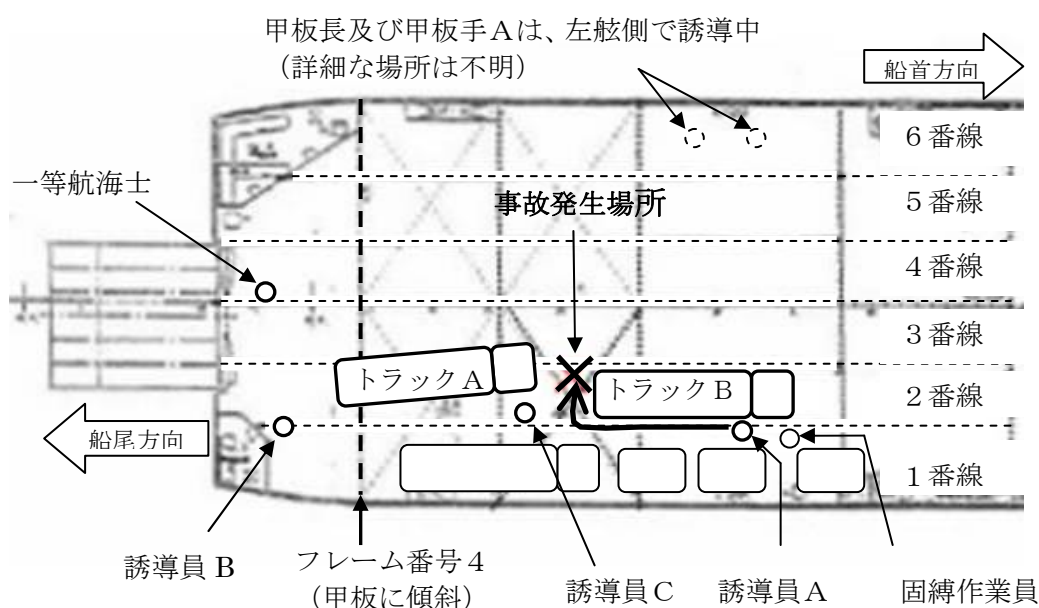 甲板長及び甲板手Aは、左舷側で誘導中
（詳細な場所は不明）
船首方向
6番線
一等航海士
5番線
事故発生場所
4番線
3番線
トラックA
トラックB
2番線
船尾方向
1番線
誘導員B
フレーム番号4
（甲板に傾斜）
誘導員C
誘導員A
固縛作業員